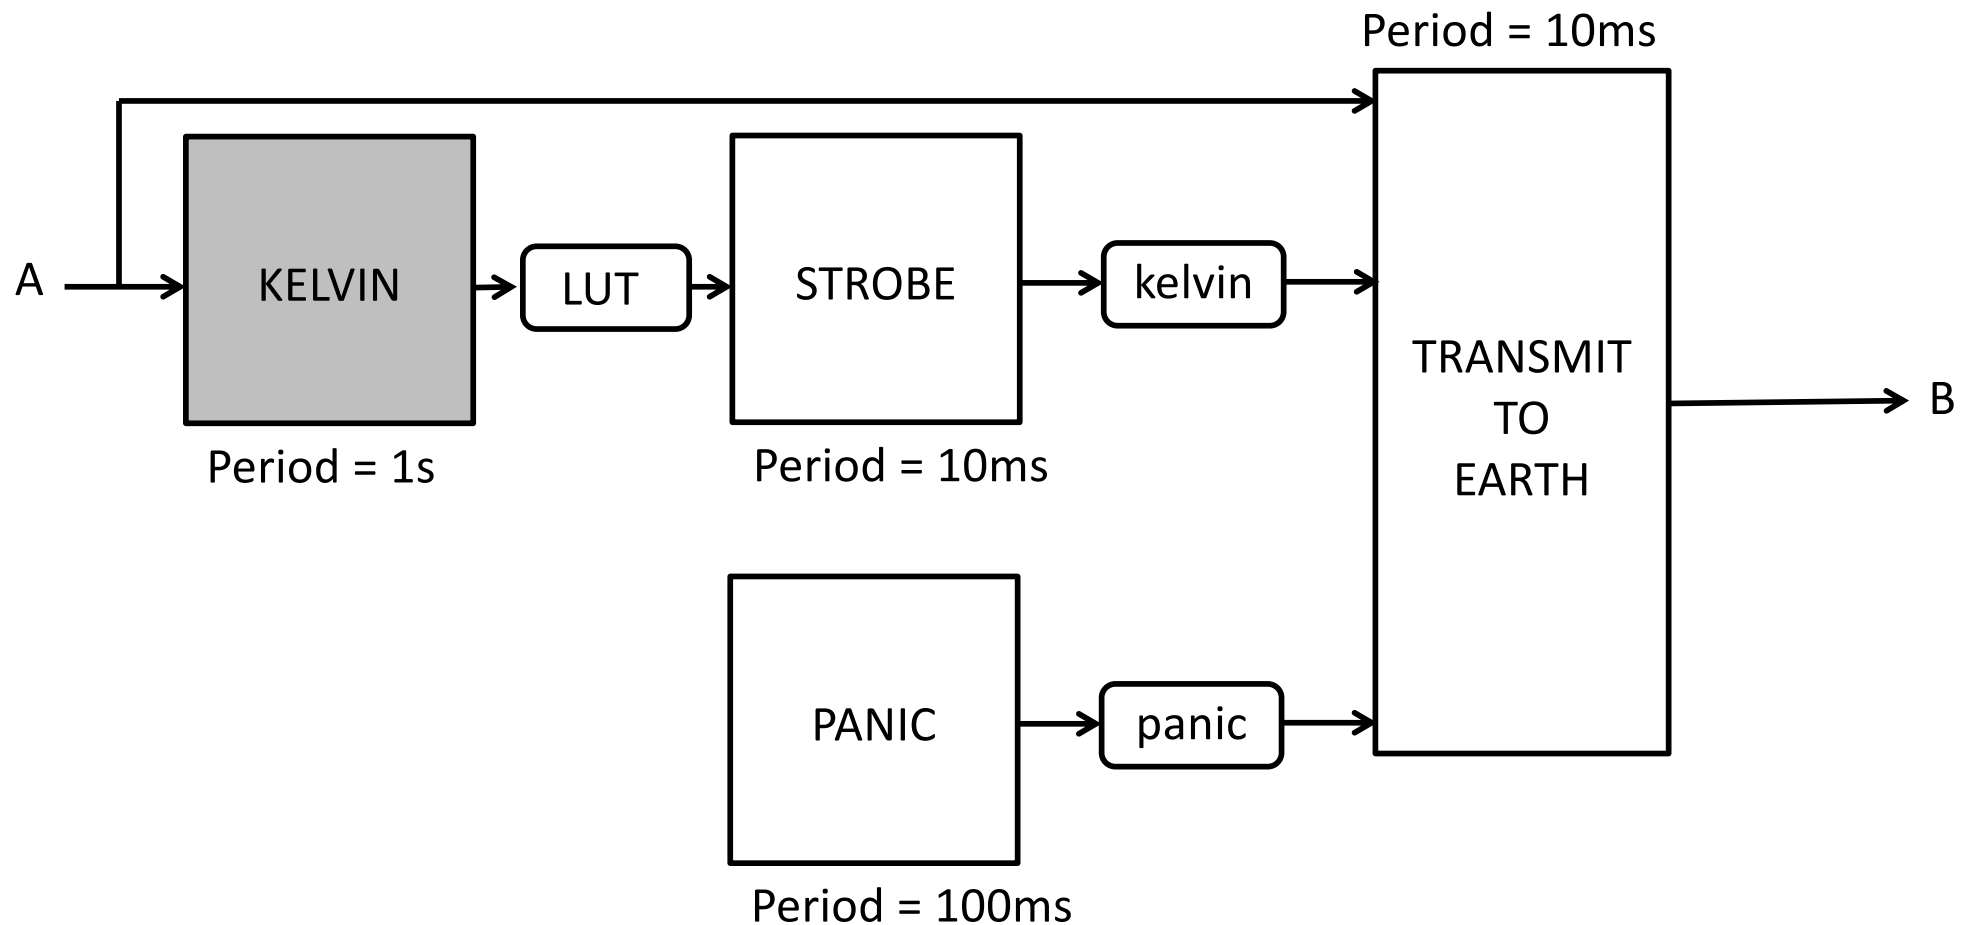 Period = 10ms
A
KELVIN
LUT
STROBE
kelvin
TRANSMIT
TO
EARTH
B
Period = 1s
Period = 10ms
PANIC
panic
Period = 100ms